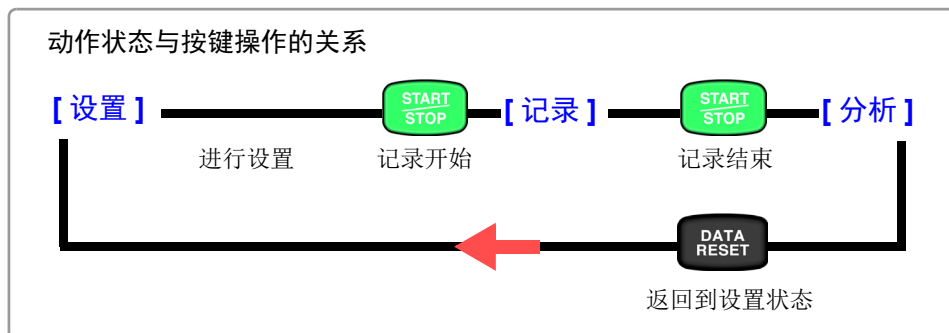 动作状态与按键操作的关系
[ 设置 ]
START
STOP
[ 记录 ]
START
STOP
[ 分析 ]
进行设置
记录开始
记录结束
DATA
RESET
返回到设置状态